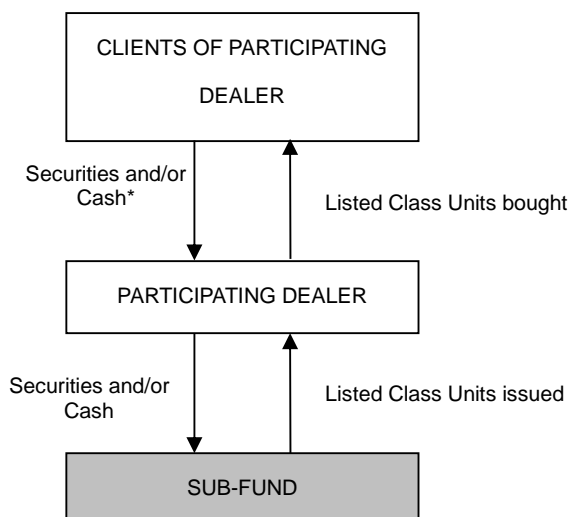 CLIENTS OF PARTICIPATING
DEALER
Securities and/or
Cash*
Listed Class Units bought
PARTICIPATING DEALER
Securities and/or
Cash
Listed Class Units issued
SUB-FUND